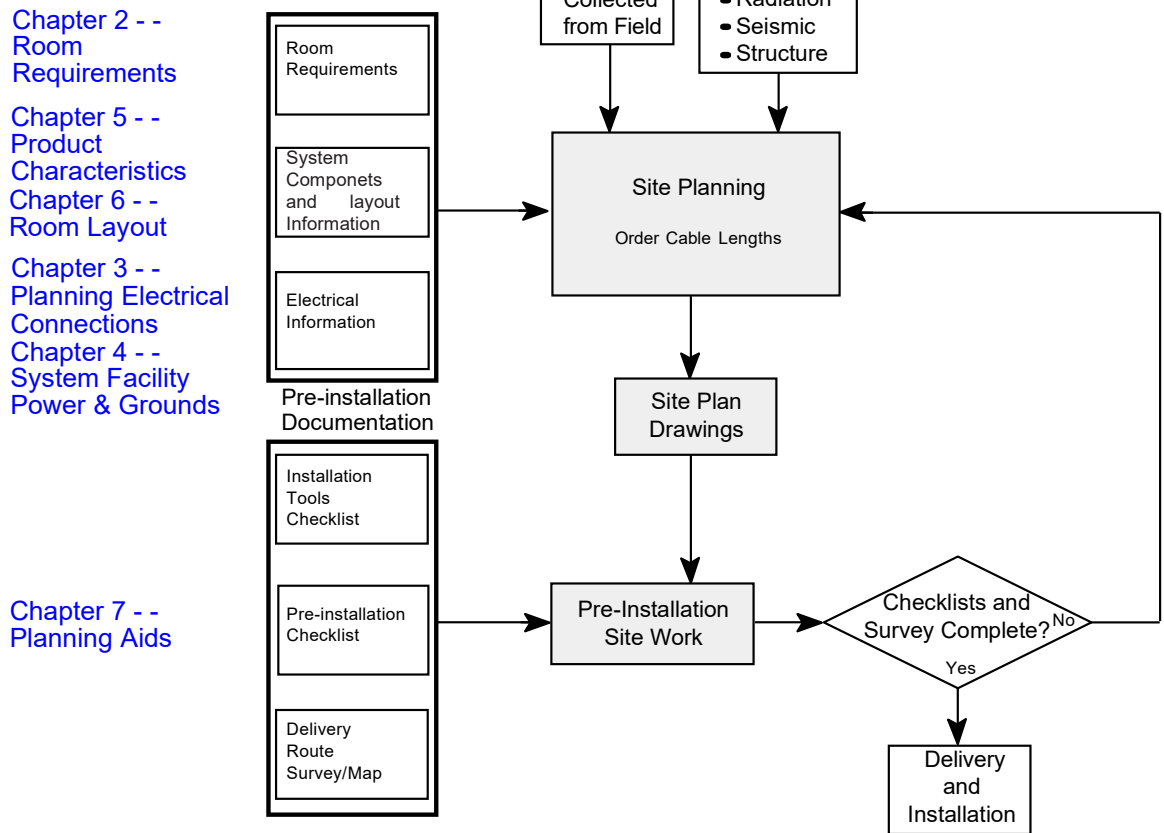 Chapter 2 - -
Room
Requirements
Chapter 5 - -
Product
Characteristics
Chapter 6 - -
Room Layout
Chapter 3 - -
Planning Electrical
Connections
Chapter 4 - -
System Facility
Power & Grounds
Chapter 7 - -
Planning Aids
Room
Requirements
System
Componets
and layout
Information
Electrical
Information
Pre-installation
Documentation
Installation
Tools
Checklist
Pre-installation
Checklist
Delivery
Route
Survey/Map
Collected
from Field
• Radiation
• Seismic
• Structure
Site Planning
Order Cable Lengths
Site Plan
Drawings
Pre-Installation
Site Work
Checklists and
Survey Complete?
No
Yes
Delivery
and
Installation